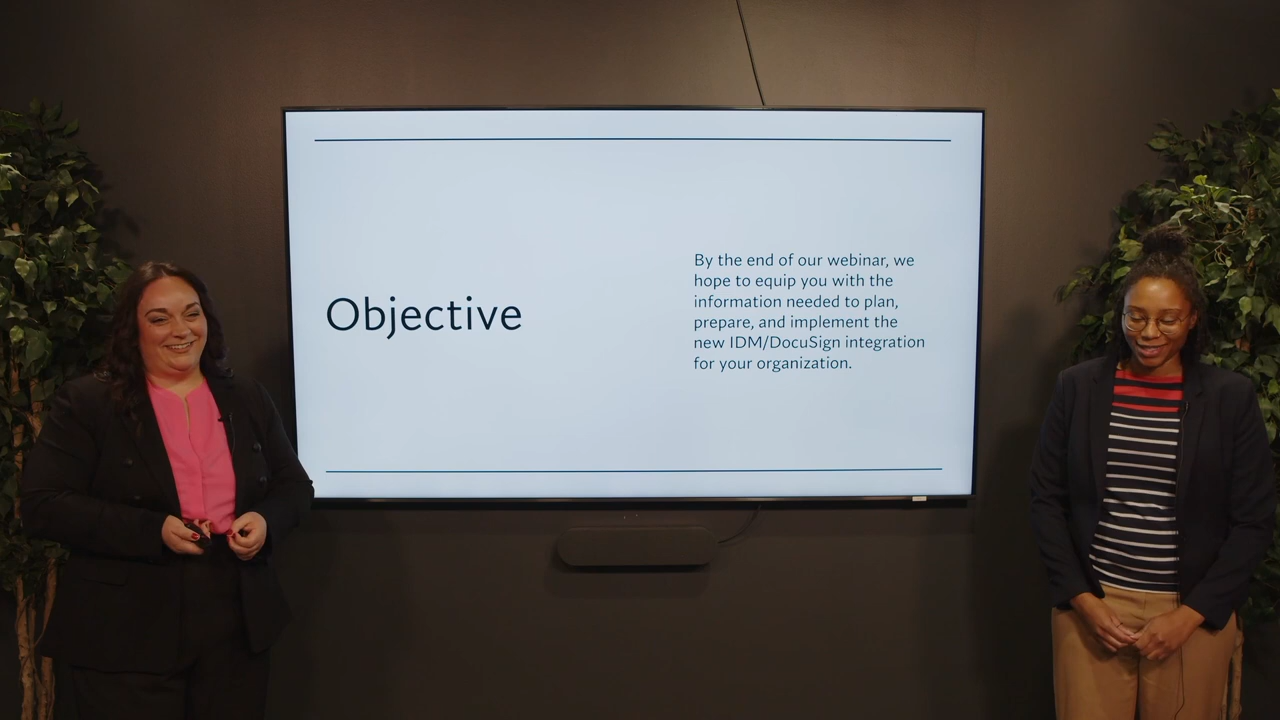 Objective
By the end of our webinar, we
hope to equip you with the
information needed to plan,
prepare, and implement the
new IDM/DocuSign integration
for your organization.